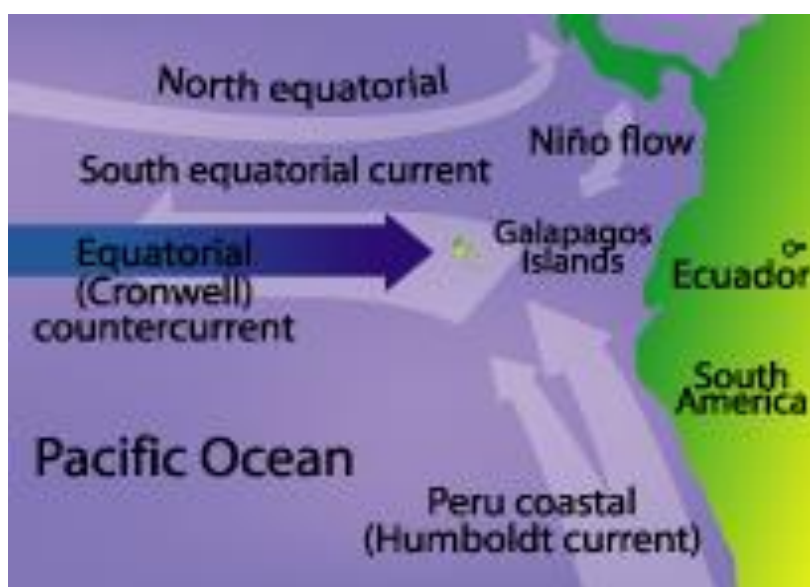 North equatorial
Niño flow
South equatorial current
Galapagos
Islands
Equatorial
(Cronwell)
countercurrent
Ecuador
South
America
Pacific Ocean
Peru coastal
(Humboldt current)